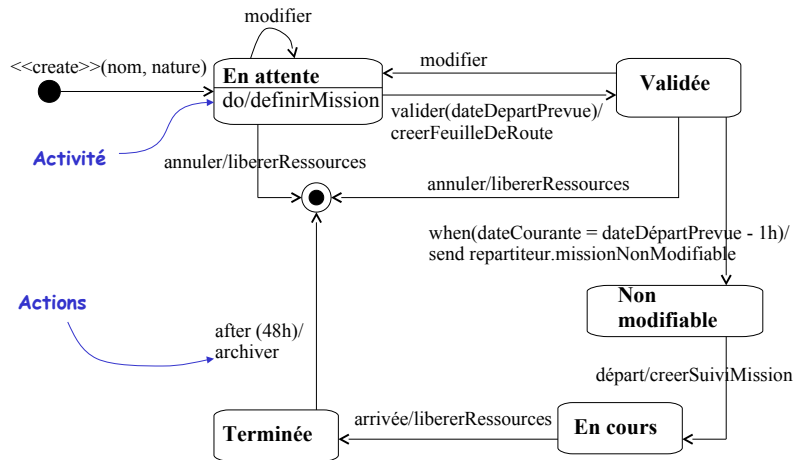 modifier
<<create>>(nom, nature)
En attente
do/definirMission
modifier
Validée
valider(dateDepartPrevue)/
creerFeuilleDeRoute
Activité
annuler/libererRessources
annuler/libererRessources
when(dateCourante = dateDépartPrevue - 1h)/
send repartiteur.missionNonModifiable
Actions
Non
modifiable
after (48h)/
archiver
départ/creerSuiviMission
Terminée
arrivée/libererRessources
En cours